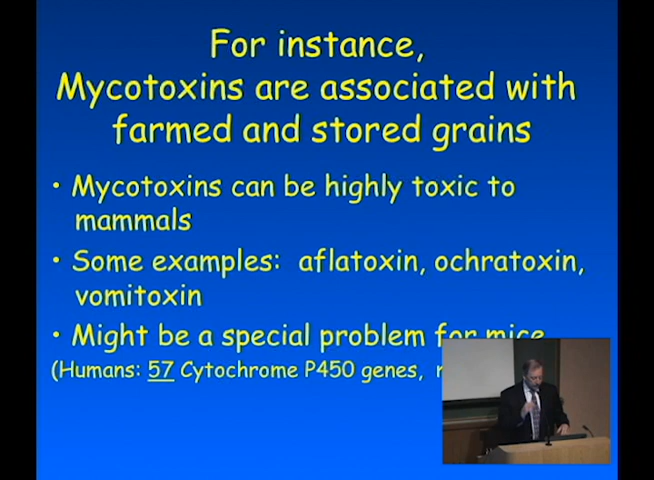 For instance,
Mycotoxins are associated with
farmed and stored grains
• Mycotoxins can be highly toxic to
mammals
• Some examples: aflatoxin, ochratoxin,
vomitoxin
• Might be a special problem for mice
(Humans: 57 Cytochrome P450 genes,